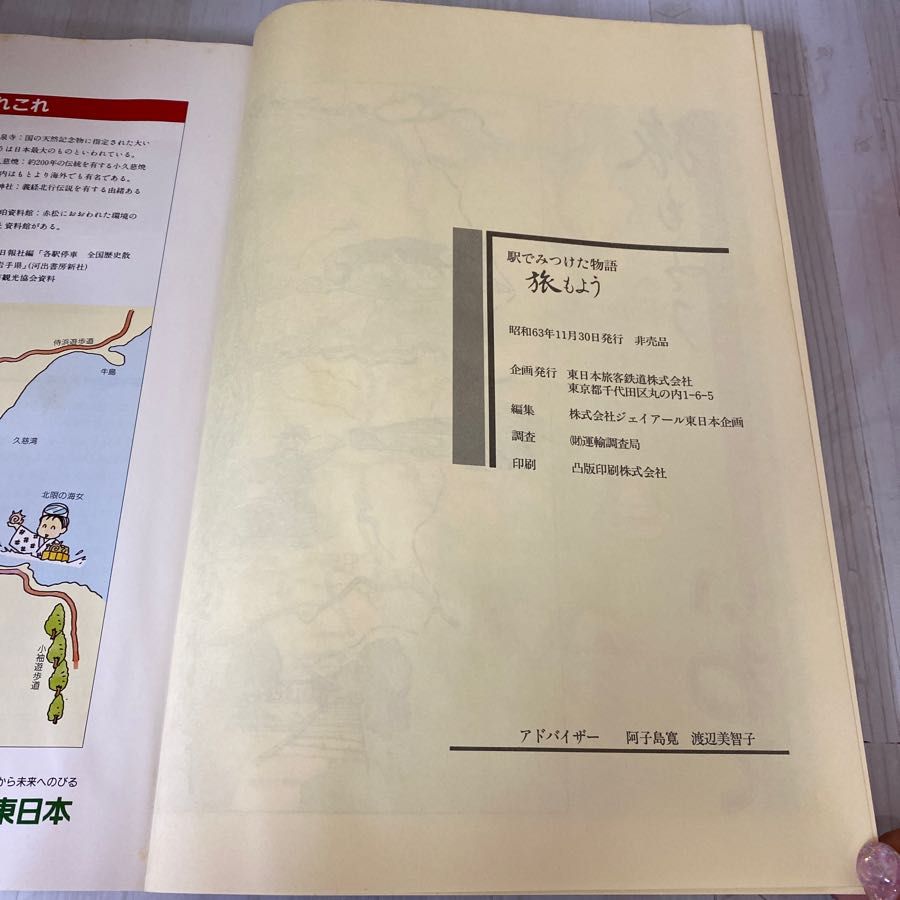 れこれ
泉寺：国の天然記念物に指定された大い
うは日本最大のものといわれている。
慈焼：約200年の伝統を有する小久慈焼
内はもとより海外でも有名である。
神社：義経北行伝説を有する由緒ある
珀資料館：赤松におおわれた環境の
資料館がある。
日報社編「各駅停車　全国歴史散
岩手県」(河出書房新社)
観光協会資料
侍浜遊歩道
牛島
久慈湾
北限の海女
小袖遊歩道
から未来へのびる
東日本
駅でみつけた物語
旅もよう
昭和63年11月30日発行　非売品
企画発行　東日本旅客鉄道株式会社
東京都千代田区丸の内1-6-5
編集　株式会社ジェイアール東日本企画
調査　㈶運輸調査局
印刷　凸版印刷株式会社
アドバイザー　阿子島寛　渡辺美智子